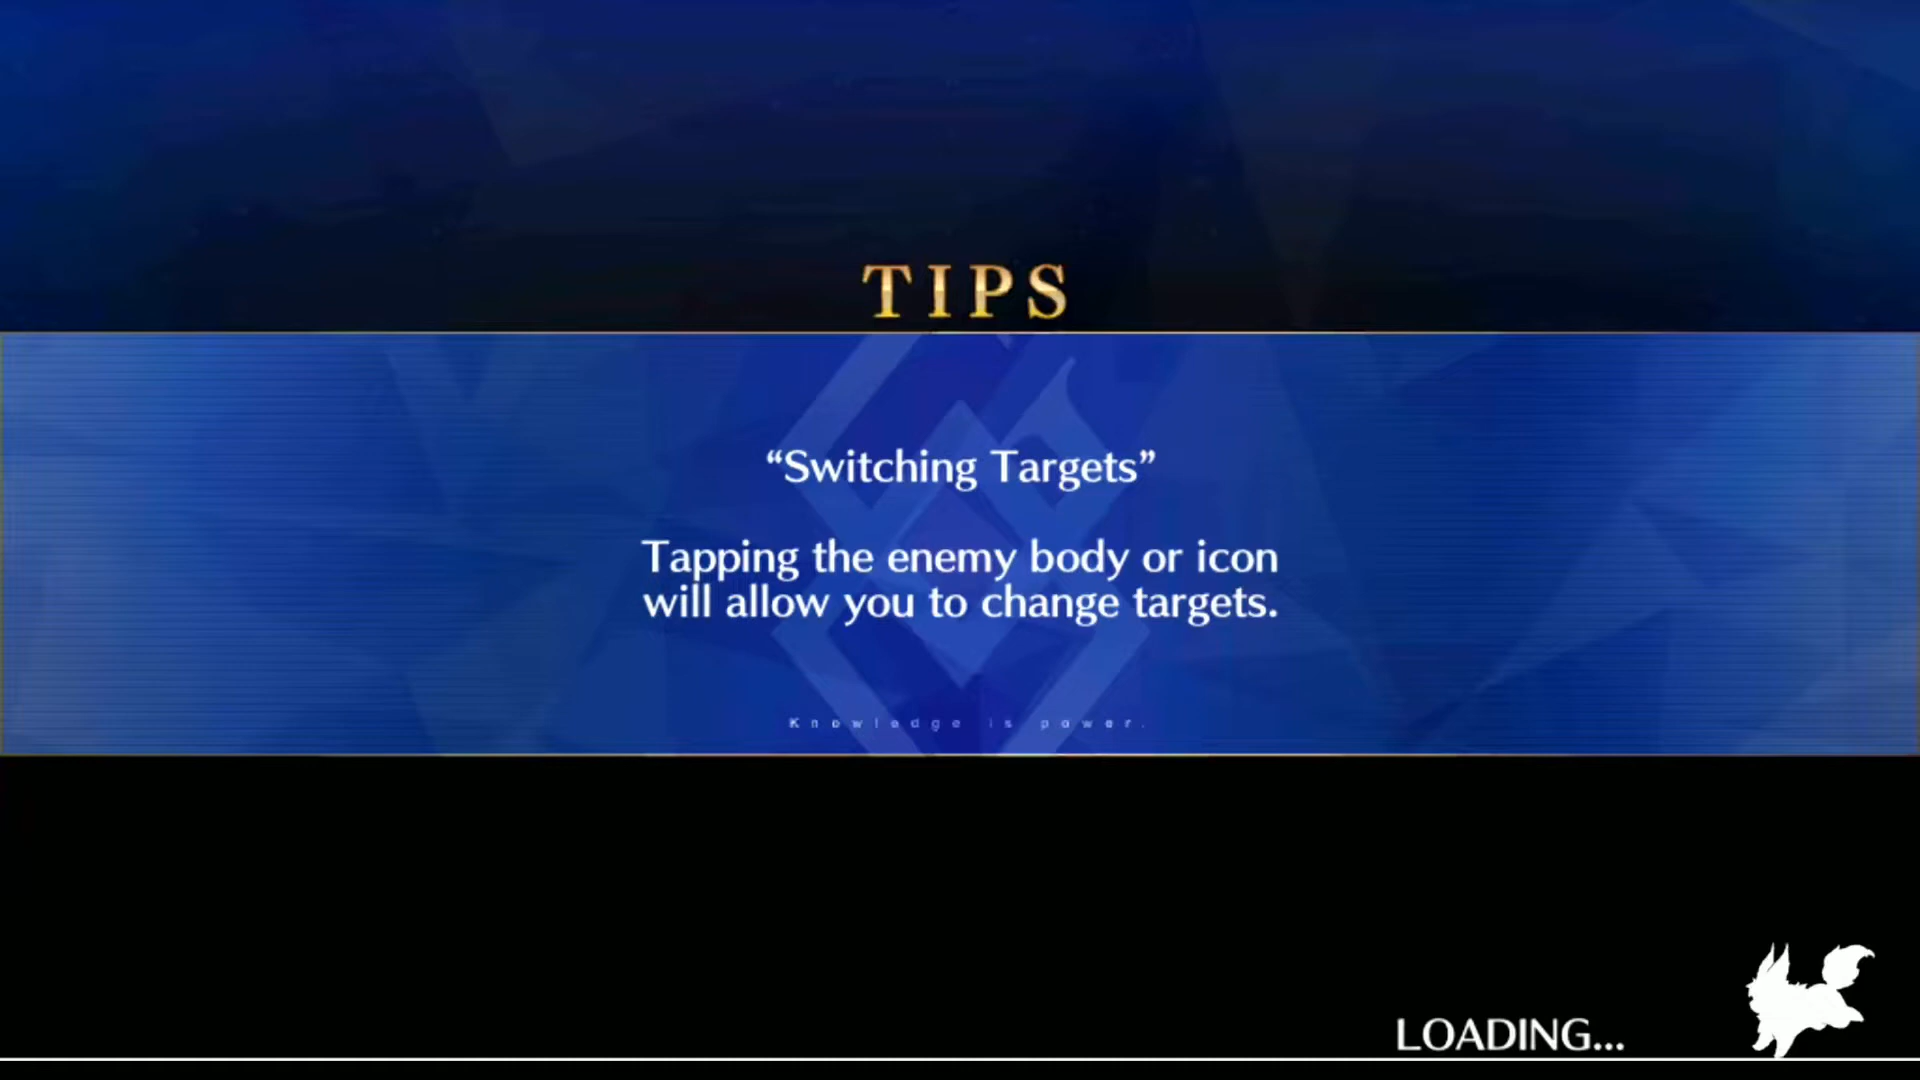 TIPS
“Switching Targets”
Tapping the enemy body or icon
will allow you to change targets.
Knowledge is power.
LOADING...